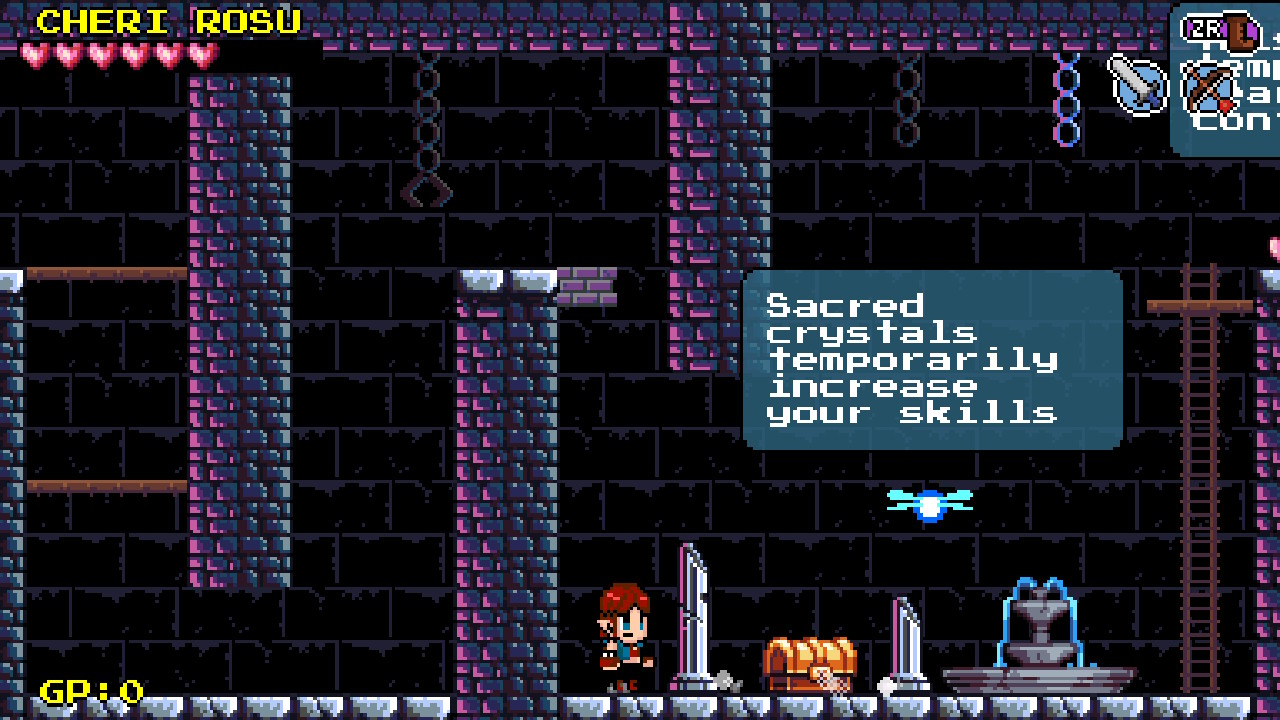 CHERI ROSU
ZR
Sacred
crystals
temporarily
increase
your skills
GP:0